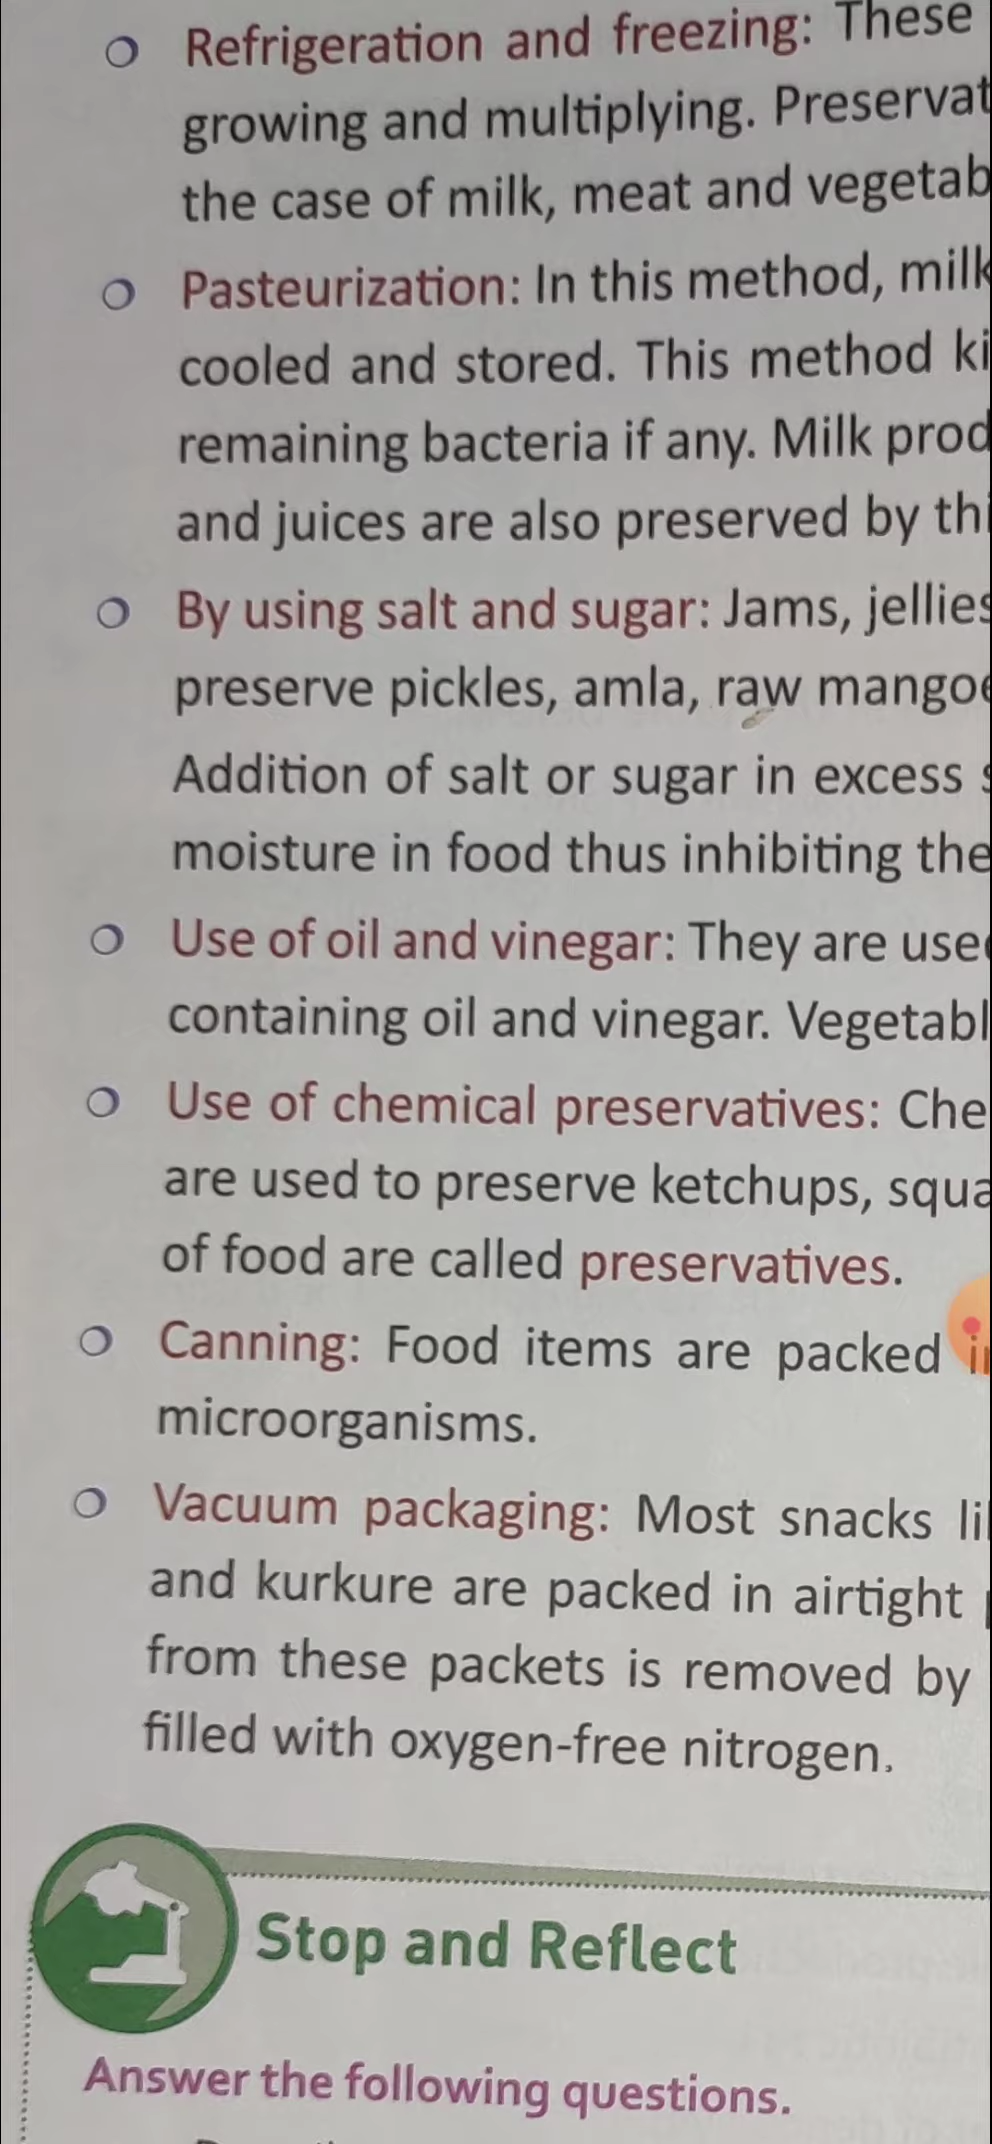 Refrigeration and freezing: These
growing and multiplying. Preservat
the case of milk, meat and vegetab
Pasteurization: In this method, milk
cooled and stored. This method ki
remaining bacteria if any. Milk prod
and juices are also preserved by thi
By using salt and sugar: Jams, jellies
preserve pickles, amla, raw mangoe
Addition of salt or sugar in excess s
moisture in food thus inhibiting the
Use of oil and vinegar: They are use
containing oil and vinegar. Vegetabl
Use of chemical preservatives: Che
are used to preserve ketchups, squa
of food are called preservatives.
Canning: Food items are packed in
microorganisms.
Vacuum packaging: Most snacks li
and kurkure are packed in airtight
from these packets is removed by
filled with oxygen-free nitrogen.
Stop and Reflect
Answer the following questions.